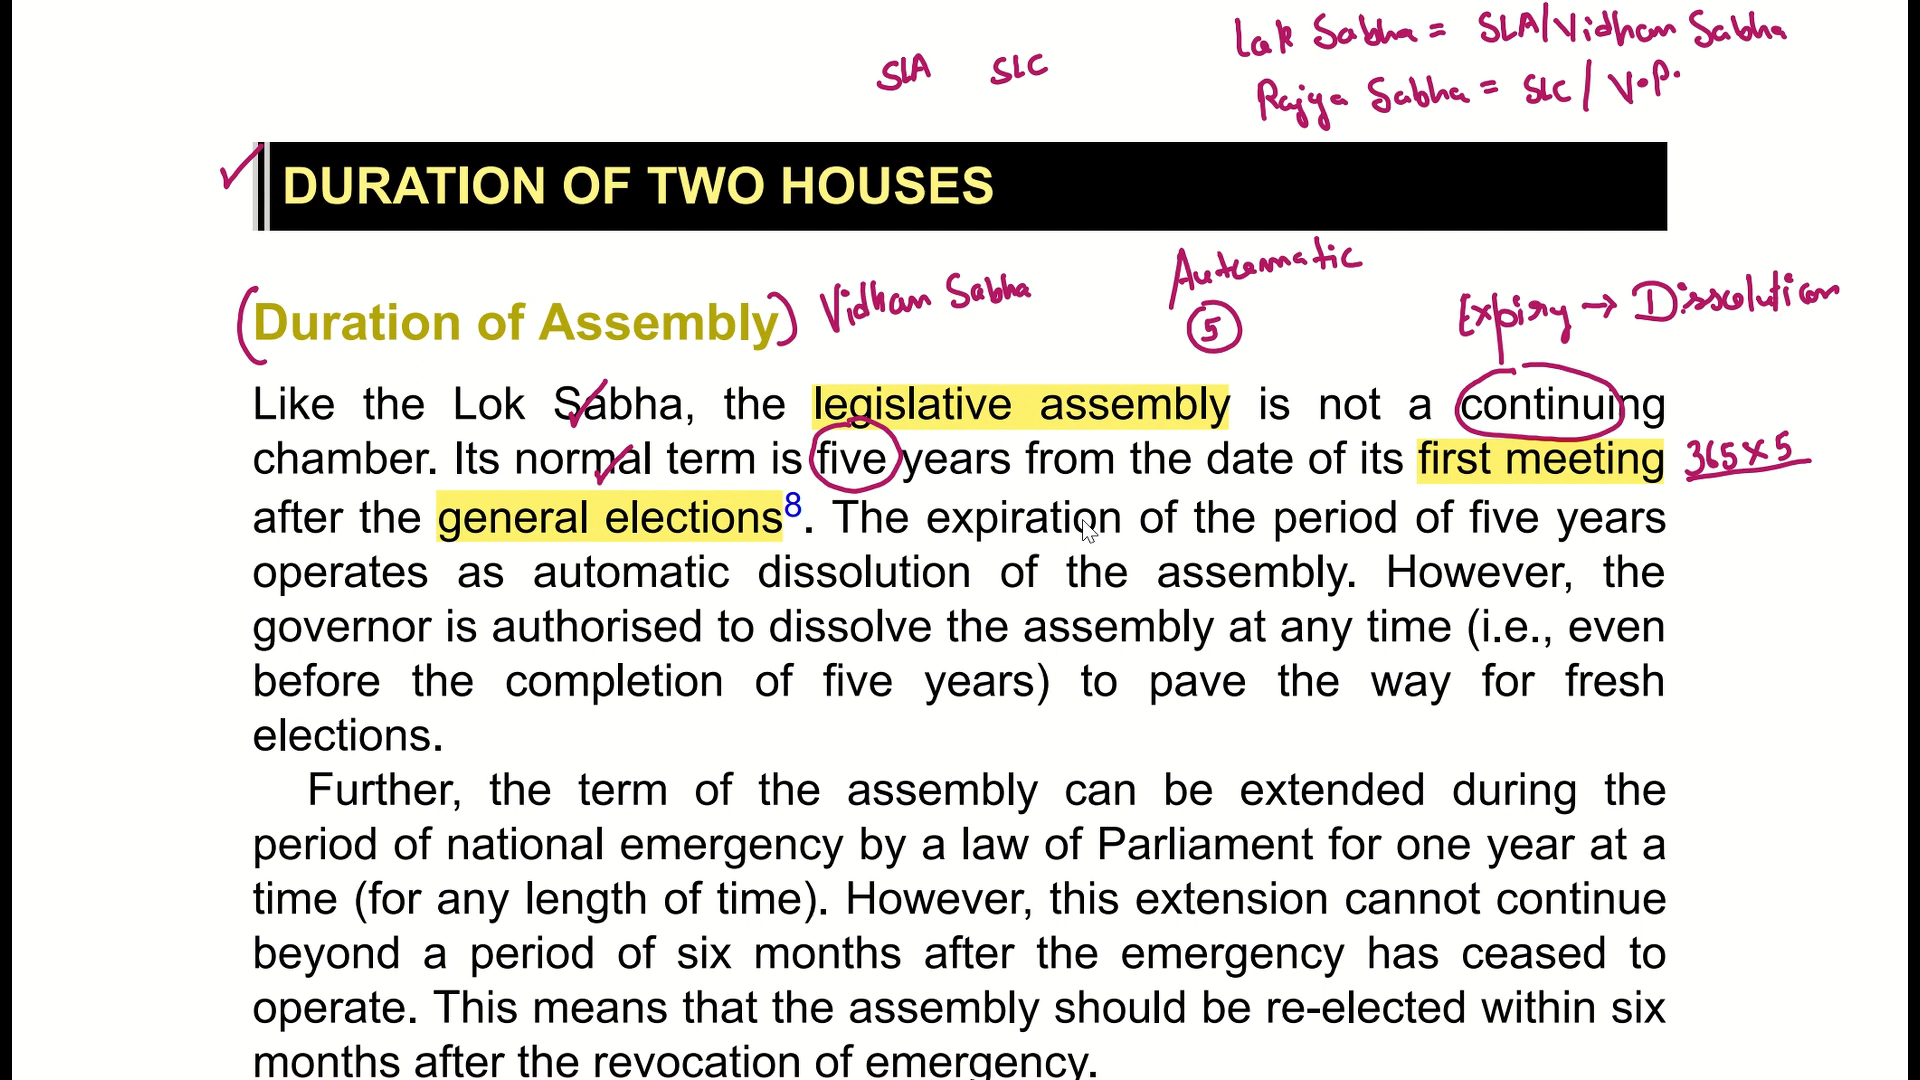 Lok Sabha = SLA/Vidhan Sabha
SLA SLC
Rajya Sabha = SLC / V.P.
DURATION OF TWO HOUSES
Automatic
(Duration of Assembly) Vidhan Sabha
5
Expiry → Dissolution
Like the Lok Sabha, the legislative assembly is not a continuing
chamber. Its normal term is five years from the date of its first meeting
365x5
after the general elections8. The expiration of the period of five years
operates as automatic dissolution of the assembly. However, the
governor is authorised to dissolve the assembly at any time (i.e., even
before the completion of five years) to pave the way for fresh
elections.
Further, the term of the assembly can be extended during the
period of national emergency by a law of Parliament for one year at a
time (for any length of time). However, this extension cannot continue
beyond a period of six months after the emergency has ceased to
operate. This means that the assembly should be re-elected within six
months after the revocation of emergency.